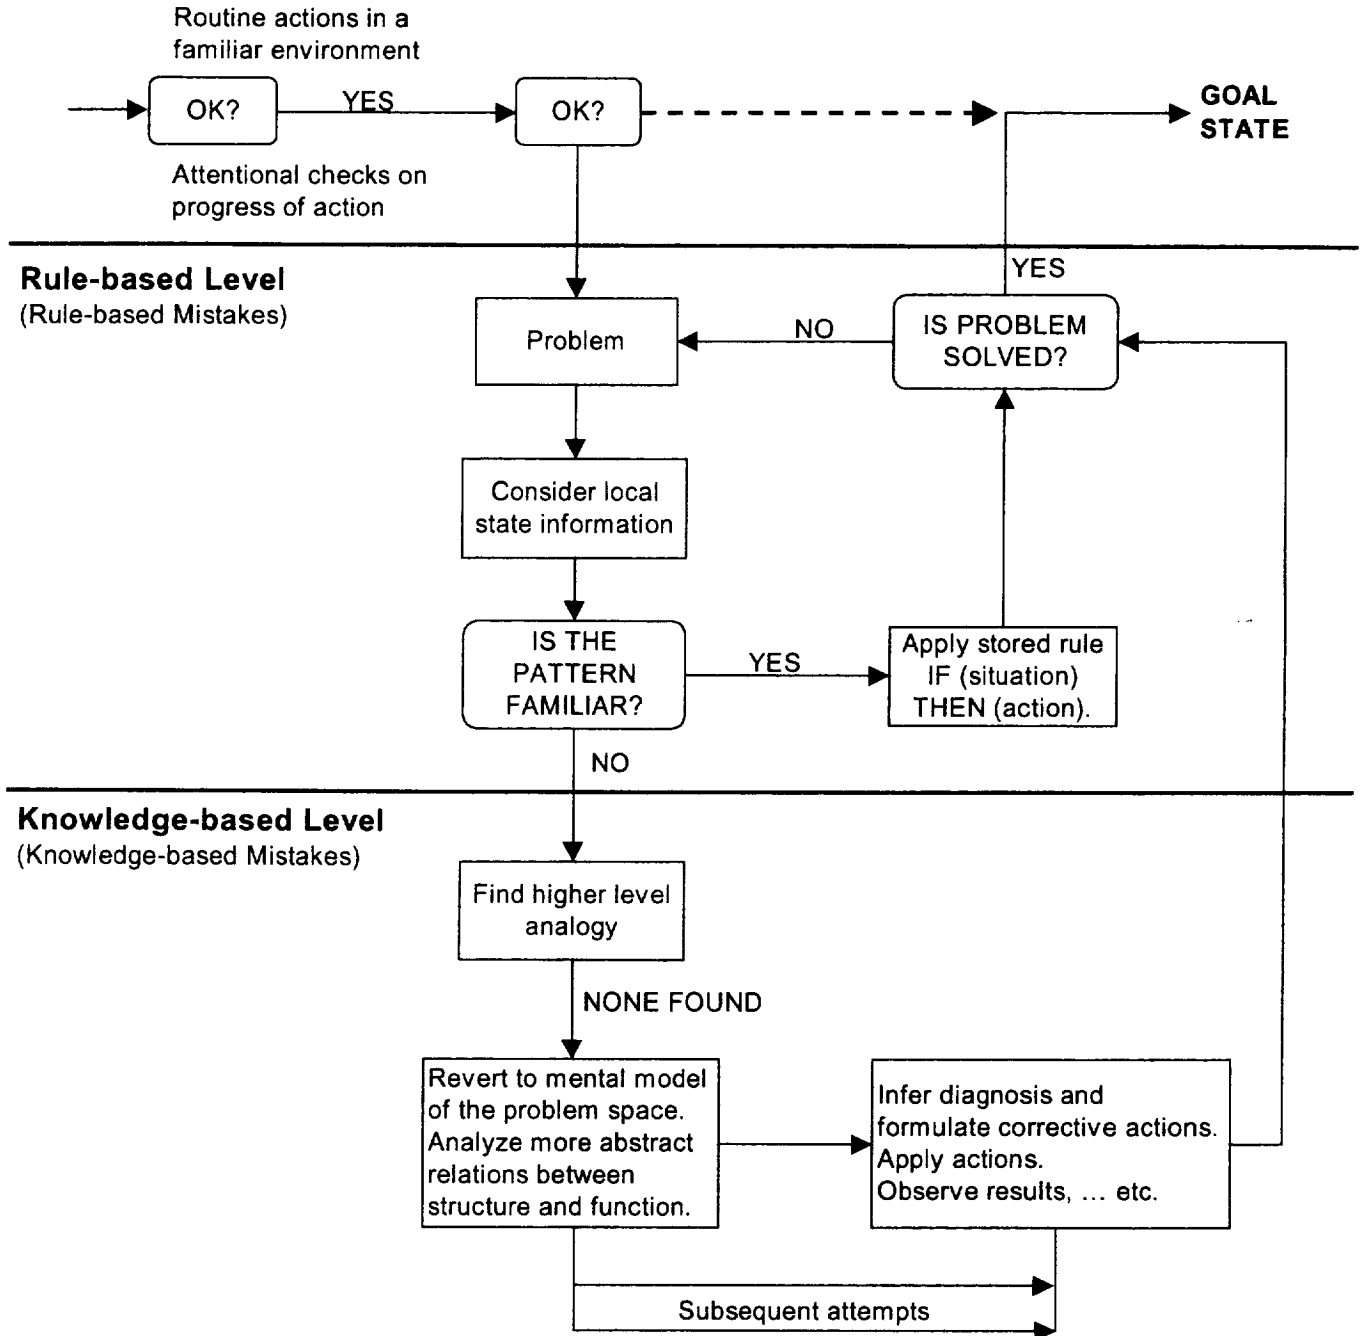 Routine actions in a
familiar environment
OK?
YES
OK?
GOAL
STATE
Attentional checks on
progress of action
Rule-based Level
(Rule-based Mistakes)
YES
Problem
NO
IS PROBLEM
SOLVED?
Consider local
state information
IS THE
PATTERN
FAMILIAR?
YES
Apply stored rule
IF (situation)
THEN (action).
NO
Knowledge-based Level
(Knowledge-based Mistakes)
Find higher level
analogy
NONE FOUND
Revert to mental model
of the problem space.
Analyze more abstract
relations between
structure and function.
Infer diagnosis and
formulate corrective actions.
Apply actions.
Observe results, ... etc.
Subsequent attempts